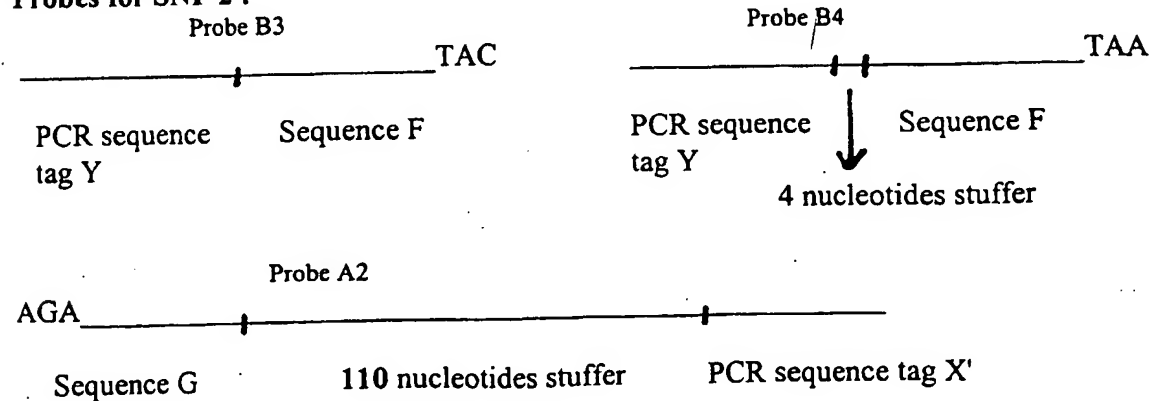 Probes for SNP 2 :
Probe B3
TAC
PCR sequence
tag Y
Sequence F
Probe B4
TAA
PCR sequence
tag Y
Sequence F
4 nucleotides stuffer
Probe A2
AGA
Sequence G
110 nucleotides stuffer
PCR sequence tag X'